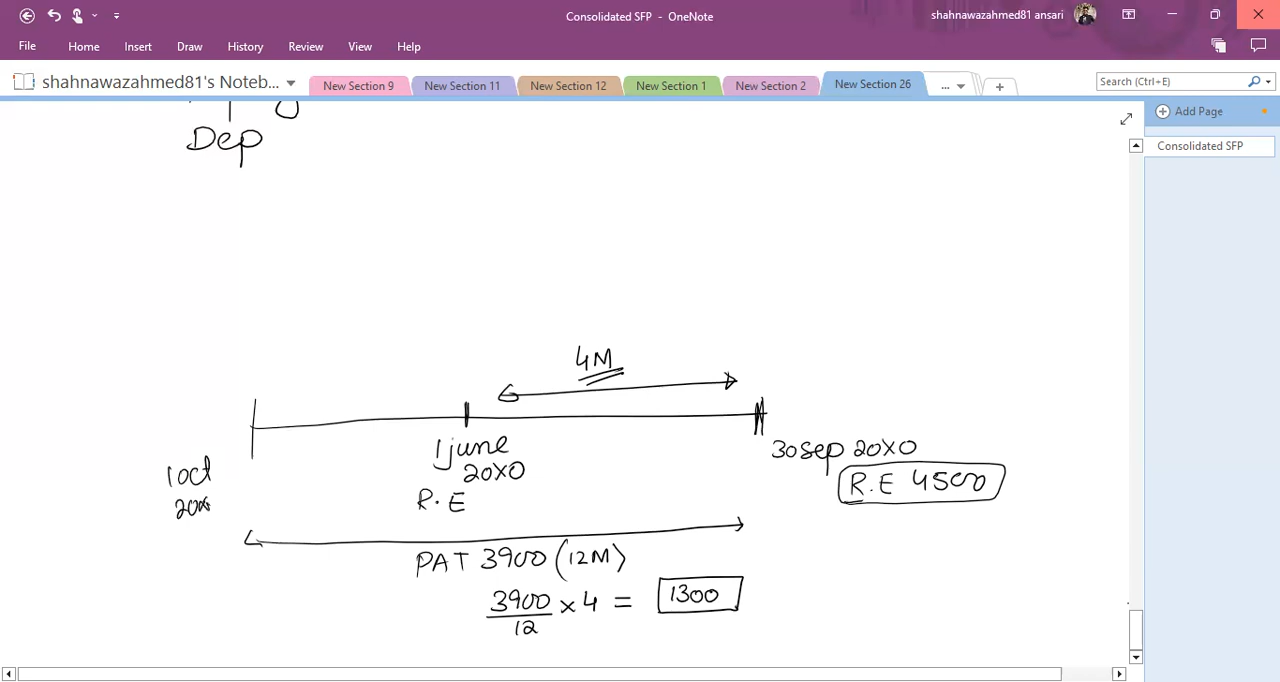 Consolidated SFP - OneNote
shahnawazahmed81 ansari
File Home Insert Draw History Review View Help
shahnawazahmed81's Noteb... New Section 9 New Section 11 New Section 12 New Section 1 New Section 2 New Section 26 ... Search (Ctrl+E)
Add Page
Consolidated SFP
Dep
4M
1 june
20X0
R.E
30 sep 20X0
R.E 4500
1 oct
PAT 3900 (12M)
3900/12 x 4 = 1300